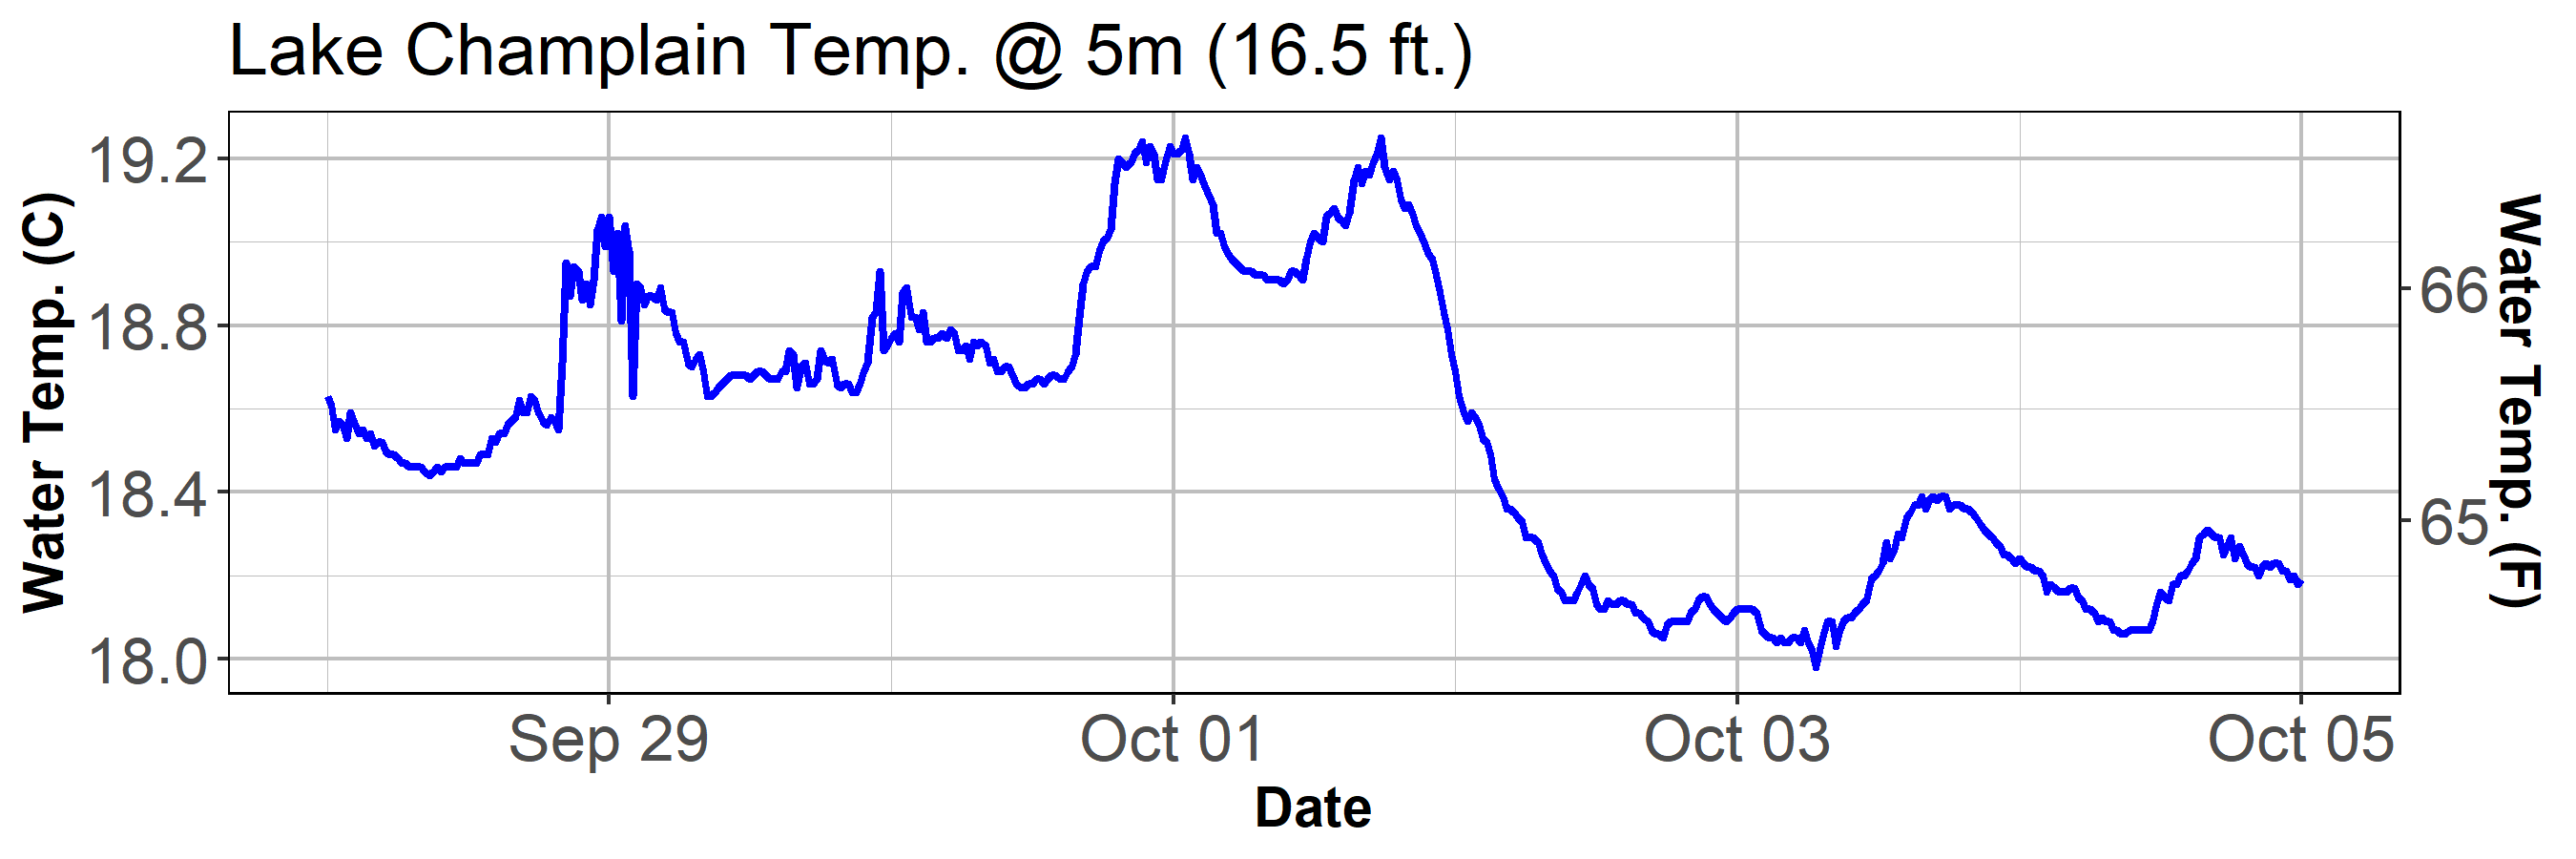 Lake Champlain Temp. @ 5m (16.5 ft.)
Water Temp. (C)
19.2
18.8
18.4
18.0
66
65
Water Temp. (F)
Sep 29
Oct 01
Oct 03
Oct 05
Date